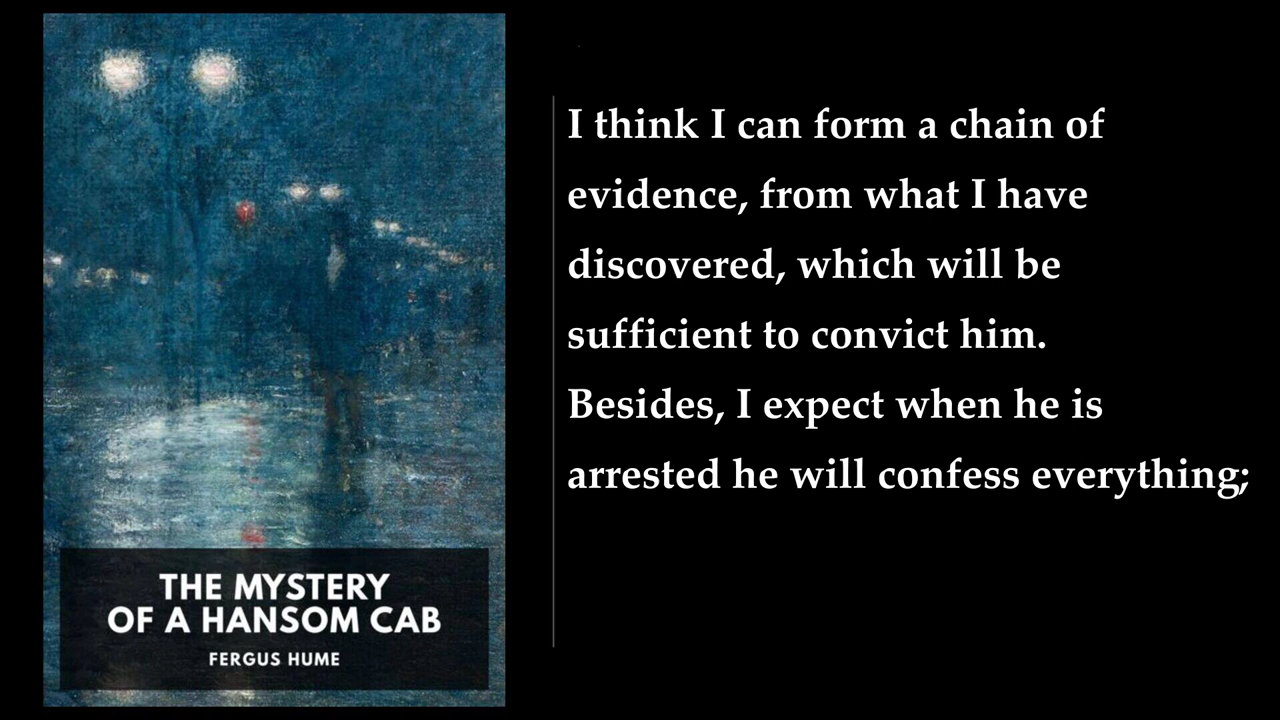 THE MYSTERY
OF A HANSOM CAB
FERGUS HUME
I think I can form a chain of
evidence, from what I have
discovered, which will be
sufficient to convict him.
Besides, I expect when he is
arrested he will confess everything;